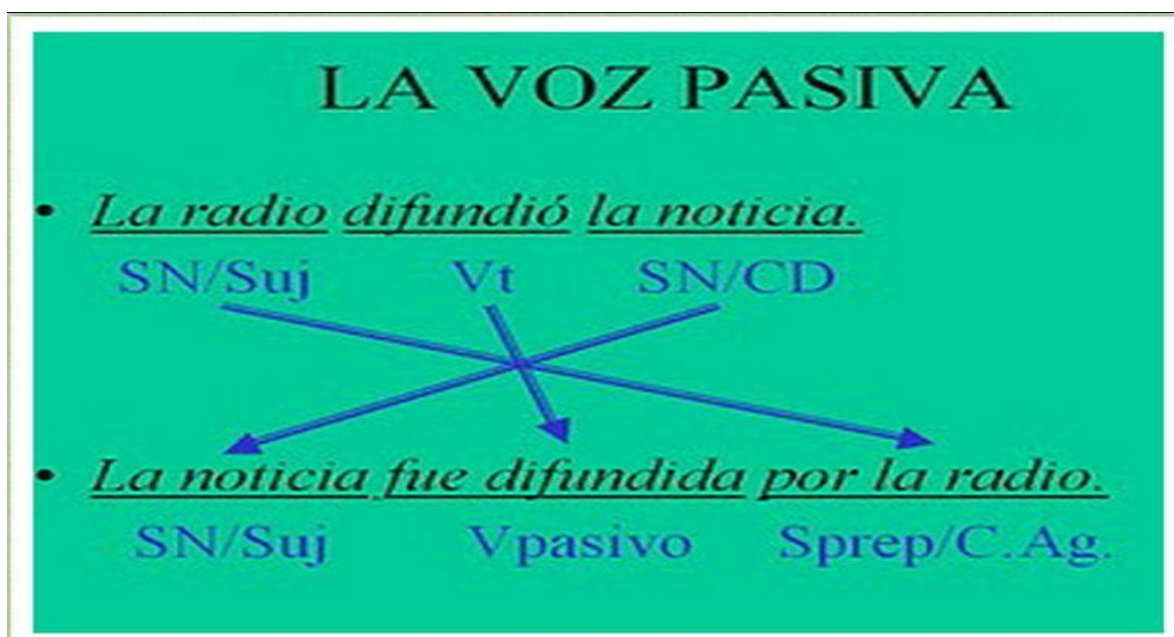 LA VOZ PASIVA
• La radio difundió la noticia.
SN/Suj Vt SN/CD
• La noticia fue difundida por la radio.
SN/Suj Vpasivo Sprep/C.Ag.